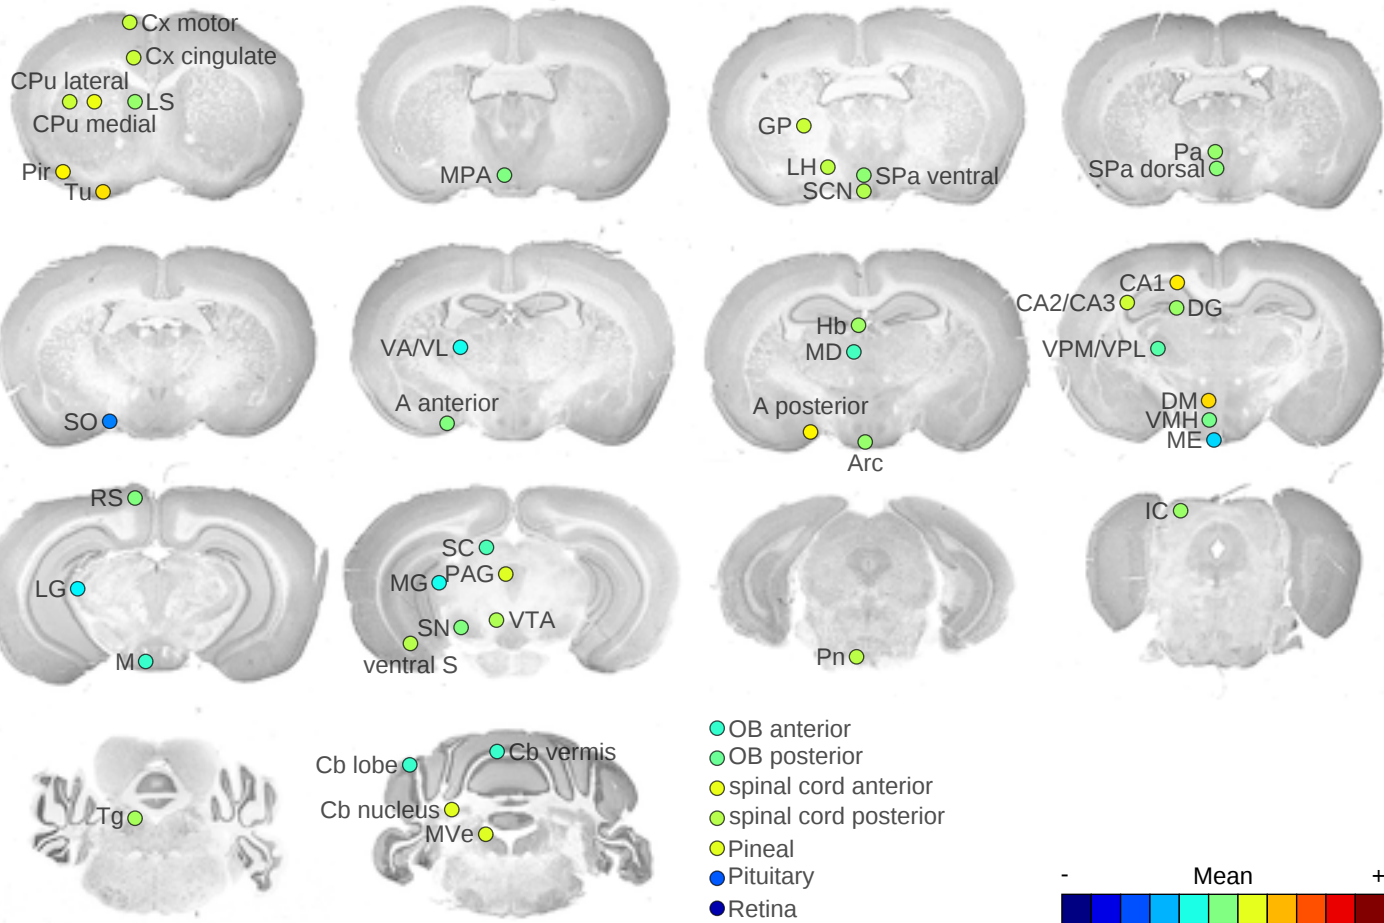 Cx motor
Cx cingulate
CPu lateral
LS
CPu medial
Pir
Tu
MPA
GP
LH
SPa ventral
SCN
Pa
SPa dorsal
SO
VA/VL
A anterior
Hb
MD
A posterior
Arc
CA1
CA2/CA3
DG
VPM/VPL
DM
VMH
ME
RS
LG
M
SC
MG
PAG
SN
VTA
ventral S
Pn
IC
Tg
Cb lobe
Cb vermis
Cb nucleus
MVe
OB anterior
OB posterior
spinal cord anterior
spinal cord posterior
Pineal
Pituitary
Retina
- Mean +